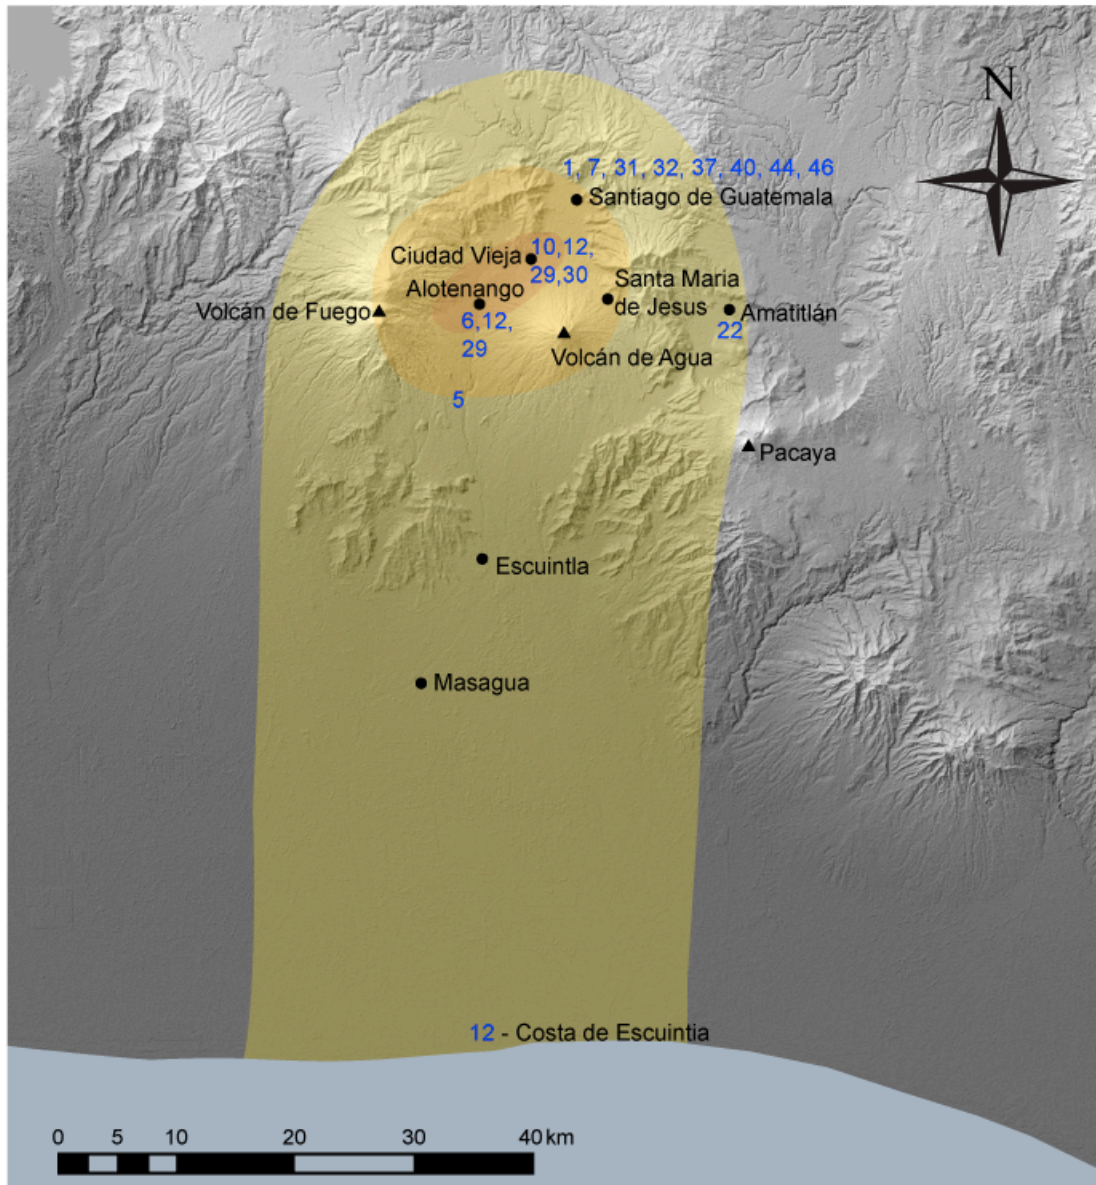 N
1, 7, 31, 32, 37, 40, 44, 46
Santiago de Guatemala
Ciudad Vieja
10,12,
29,30
Alotenango
6,12,
29
Santa Maria
de Jesus
Volcán de Fuego
Amatitlán
22
Volcán de Agua
5
Pacaya
Escuintla
Masagua
12 - Costa de Escuintia
0 5 10 20 30 40 km